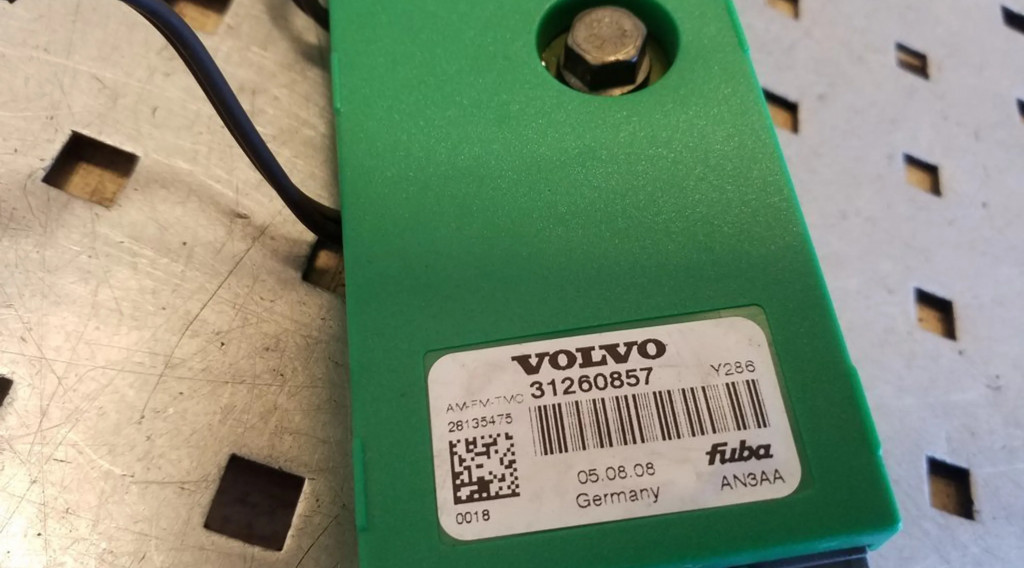 VOLVO
31260857
Y286
AM-FM-TMC
28135475
fuba
05.08.08
AN3AA
Germany
0018